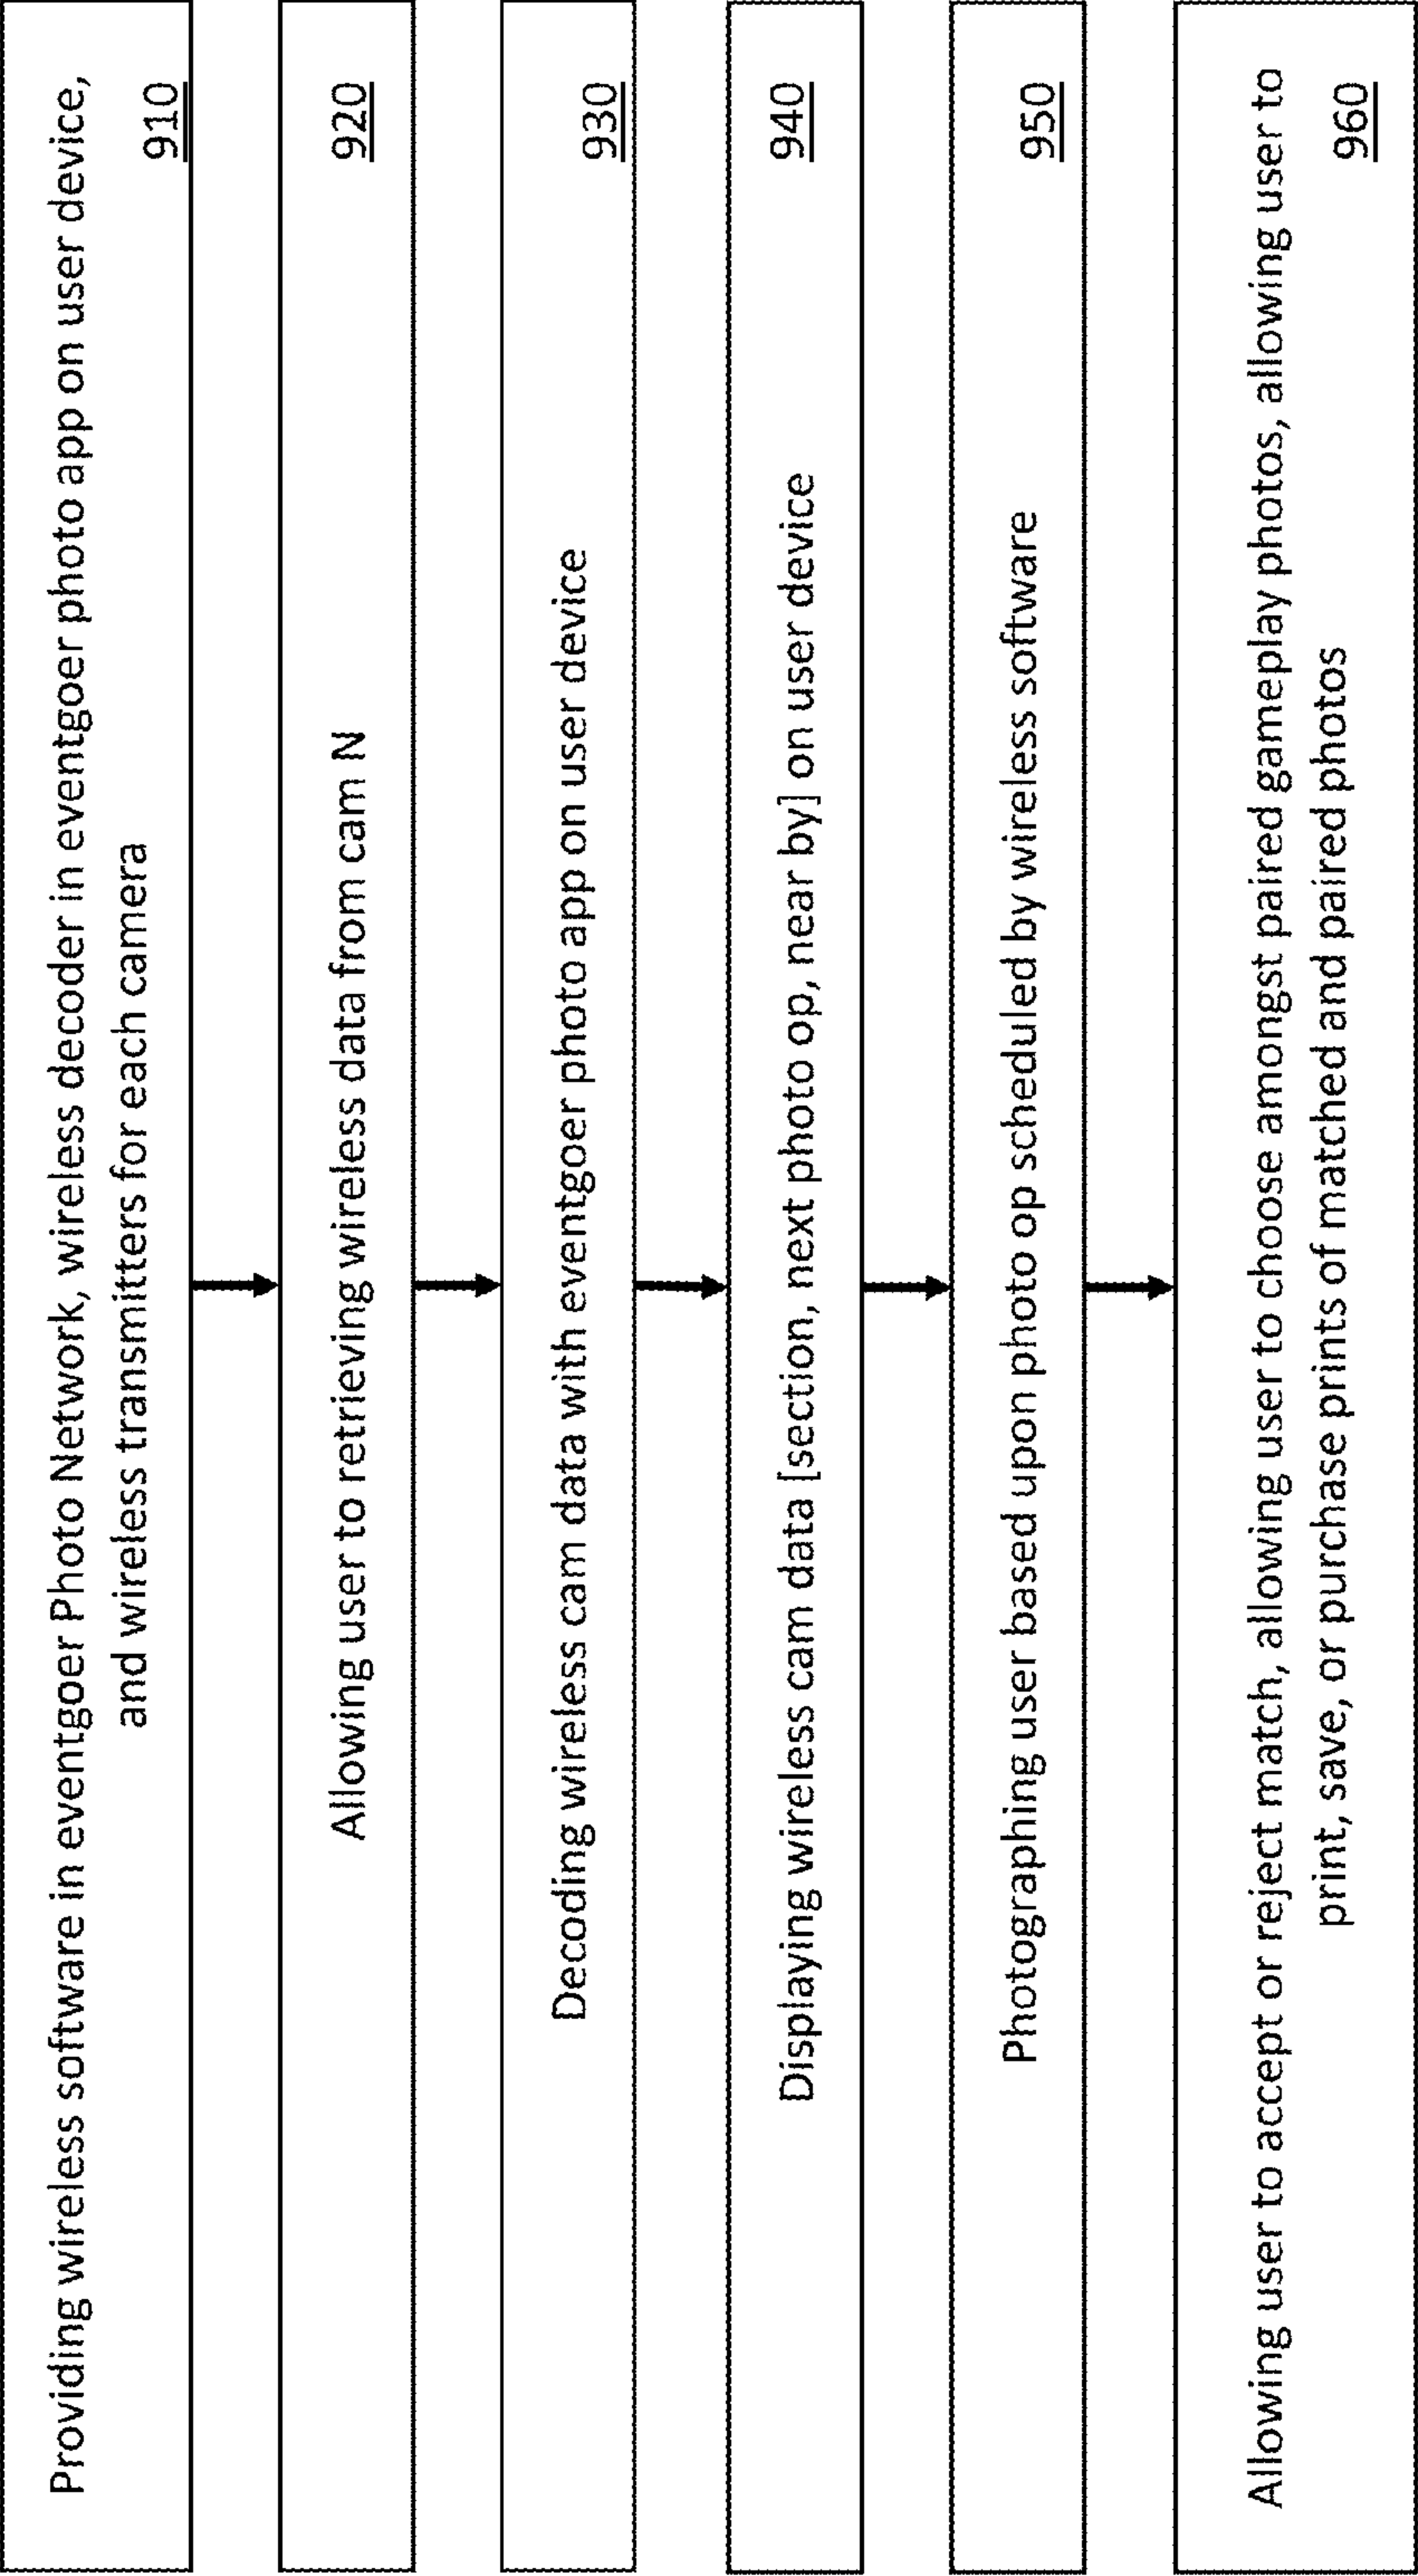 Providing wireless software in eventgoer Photo Network, wireless decoder in eventgoer photo app on user device,
and wireless transmitters for each camera
910
Allowing user to retrieving wireless data from cam N
920
Decoding wireless cam data with eventgoer photo app on user device
930
Displaying wireless cam data [section, next photo op, near by] on user device
940
Photographing user based upon photo op scheduled by wireless software
950
Allowing user to accept or reject match, allowing user to choose amongst paired gameplay photos, allowing user to
print, save, or purchase prints of matched and paired photos
960